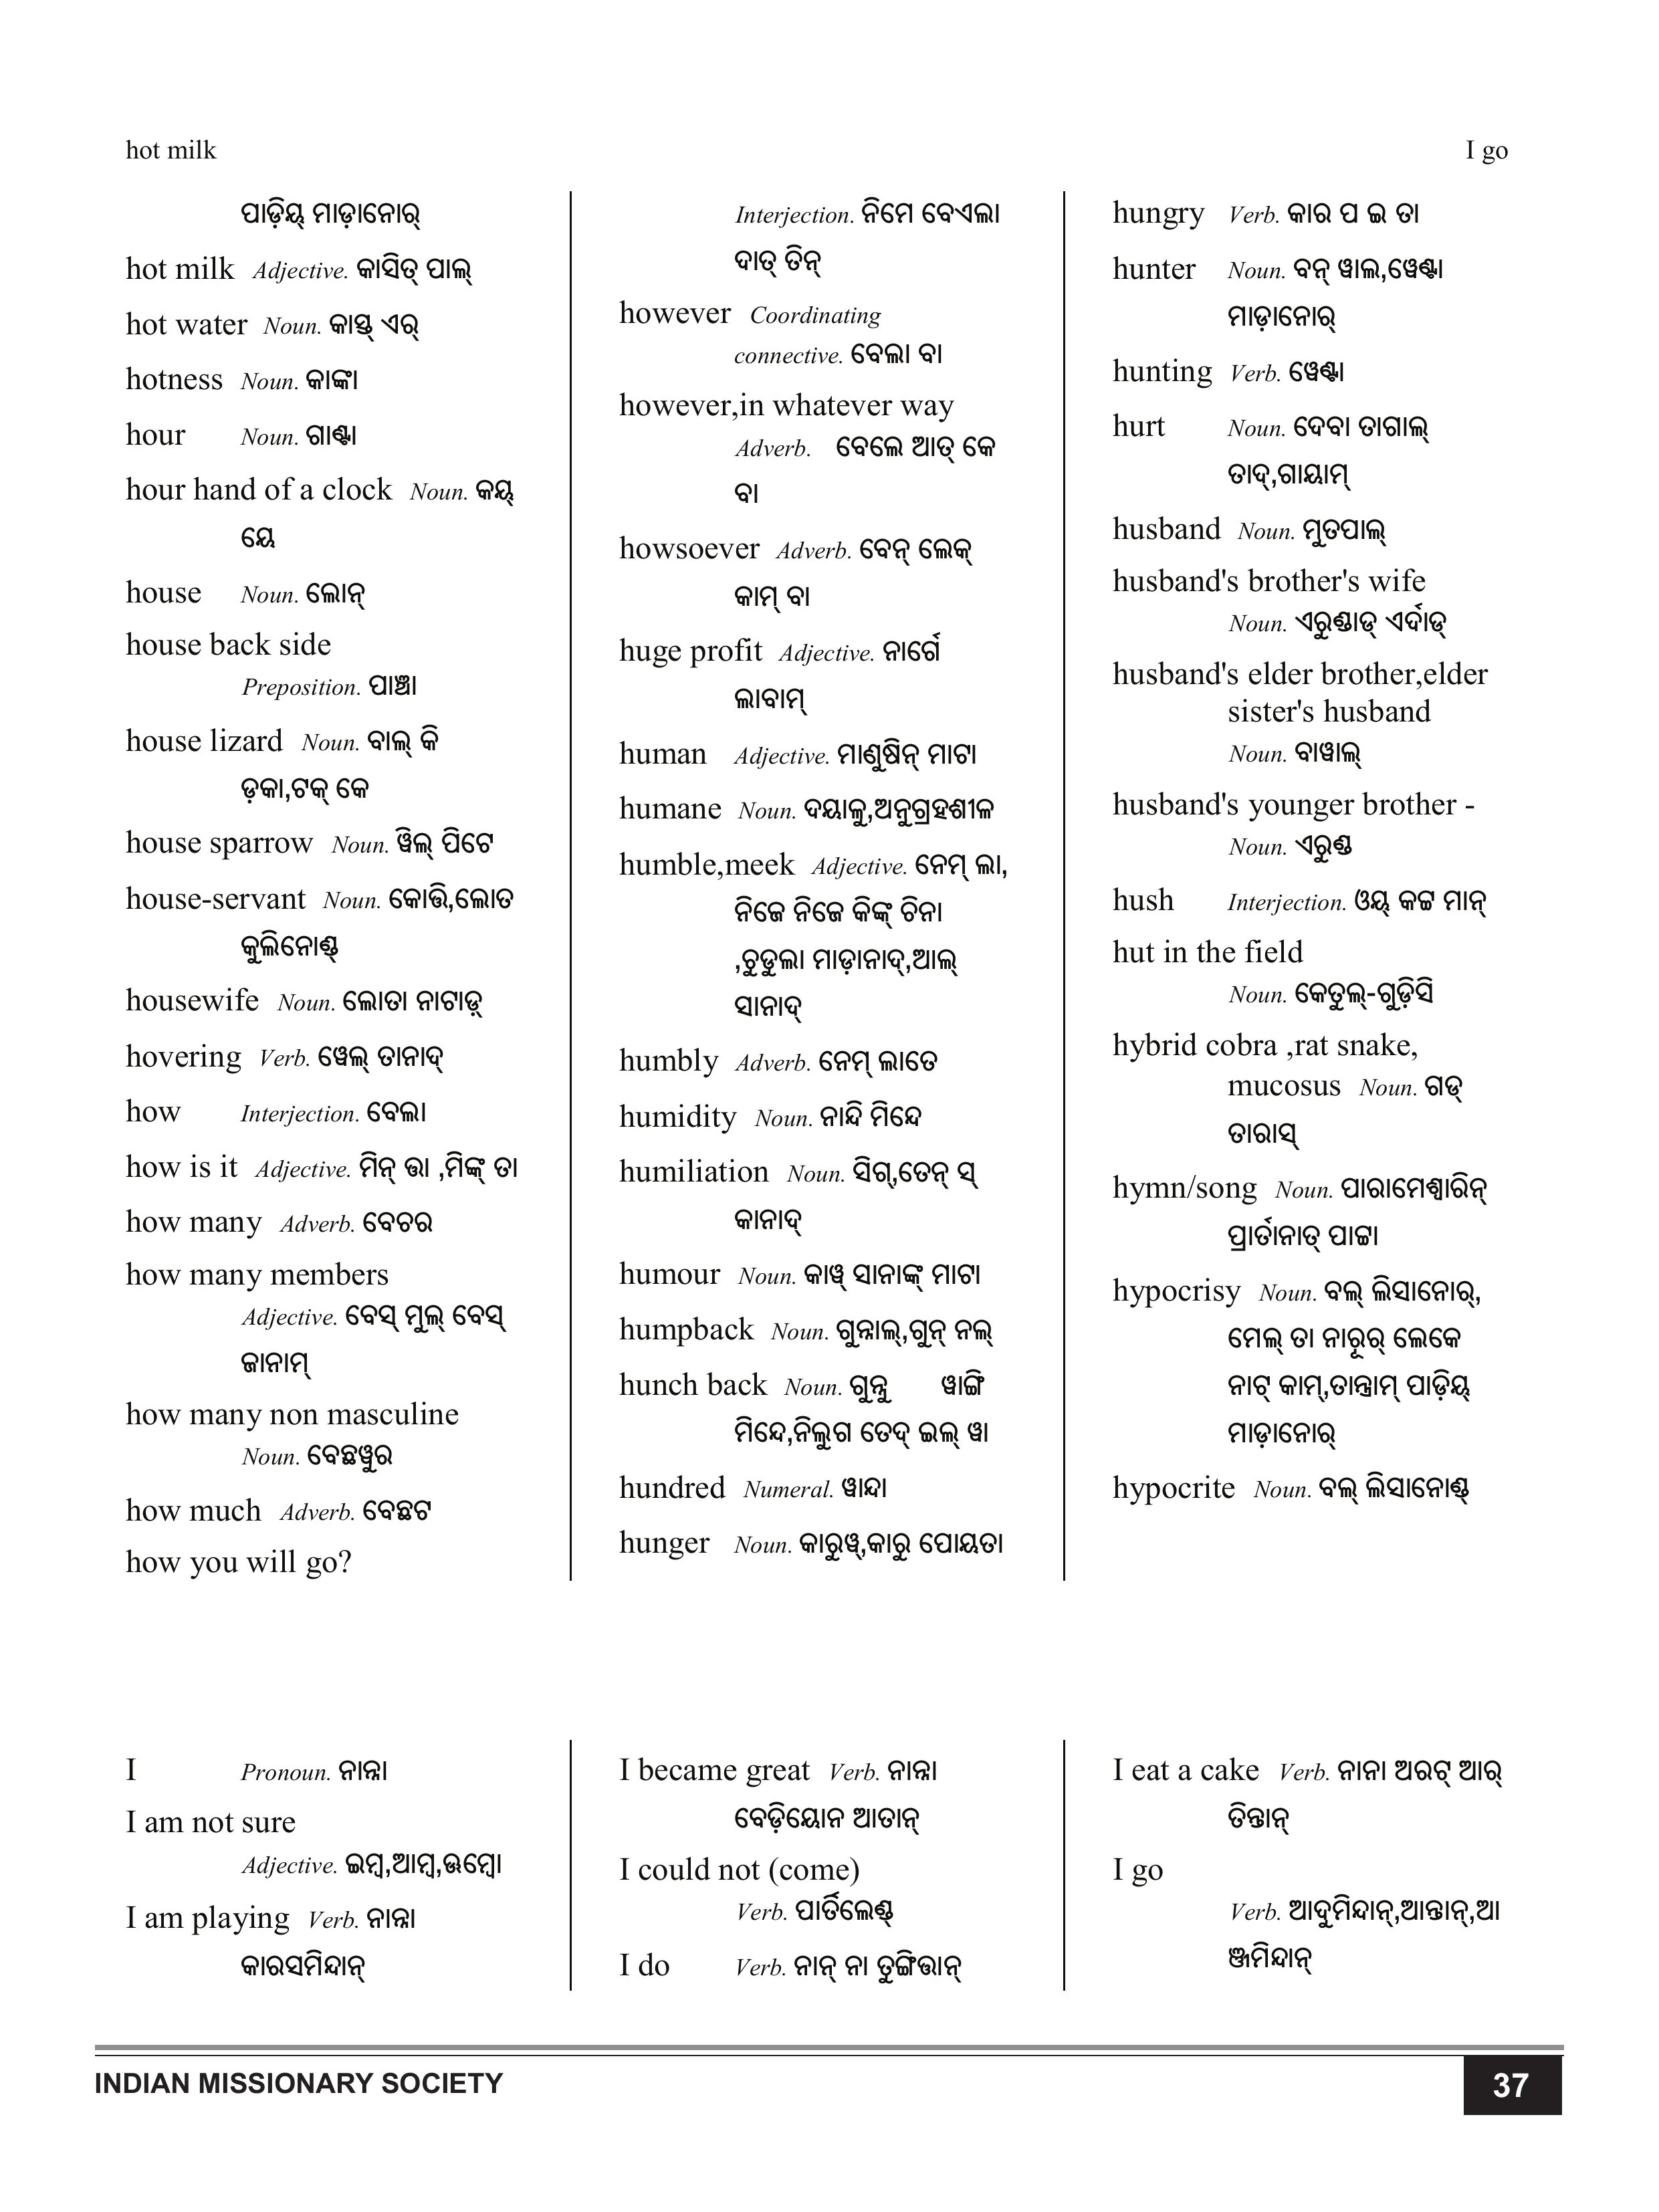 hot milk
I go
ପାଡ଼ିୟ୍ ମାଡ଼ାନୋର୍
hot milk Adjective. କାସିତ୍ ପାଲ୍
hot water Noun. କାସ୍ଡ୍ ଏର୍
hotness Noun. କାଙ୍କା
hour Noun. ଗାଣ୍ଟା
hour hand of a clock Noun. କୟ୍
ୟେ
house Noun. ଲୋନ୍
house back side
Preposition. ପାଞ୍ଚା
house lizard Noun. ବାଲ୍ କି
ଡ଼କା,ଟକ୍ କେ
house sparrow Noun. ୱିଲ୍ ପିଟେ
house-servant Noun. କୋତ୍ତି,ଲୋତ
କୁଲିନୋଣ୍ଡ୍
housewife Noun. ଲୋତା ନାଟାଡ଼୍
hovering Verb. ୱେଲ୍ ତାନାଦ୍
how Interjection. ବେଲା
how is it Adjective. ମିନ୍ ତ୍ତା ,ମିଙ୍କ୍ ତା
how many Adverb. ବେଚର
how many members
Adjective. ବେସ୍ ମୁଲ୍ ବେସ୍
ଜାନାମ୍
how many non masculine
Noun. ବେଛୱୁର
how much Adverb. ବେଛଟ
how you will go?
Interjection. ନିମେ ବେଏଲା
ଦାତ୍ ତିନ୍
however Coordinating
connective. ବେଲା ବା
however,in whatever way
Adverb. ବେଲେ ଆତ୍ କେ
ବା
howsoever Adverb. ବେନ୍ ଲେକ୍
କାମ୍ ବା
huge profit Adjective. ନାର୍ଗେ
ଲାବାମ୍
human Adjective. ମାଣୁଷିନ୍ ମାଟା
humane Noun. ଦୟାଳୁ,ଅନୁଗ୍ରହଶୀଳ
humble,meek Adjective. ନେମ୍ ଲା,
ନିଜେ ନିଜେ କିଙ୍କ୍ ଚିନା
,ଚୁଡୁଲା ମାଡ଼ାନାଦ୍,ଆଲ୍
ସାନାଦ୍
humbly Adverb. ନେମ୍ ଲାତେ
humidity Noun. ନାନ୍ଦି ମିନ୍ଦେ
humiliation Noun. ସିଗ୍,ତେନ୍ ସ୍
କାନାଦ୍
humour Noun. କାୱ୍ ସାନାଙ୍କ୍ ମାଟା
humpback Noun. ଗୁନ୍ନାଲ୍,ଗୁନ୍ ନଲ୍
hunch back Noun. ଗୁନ୍ନୁ ୱାଙ୍ଗି
ମିନ୍ଦେ,ନିଲୁଗ ତେଦ୍ ଇଲ୍ ୱା
hundred Numeral. ୱାନ୍ଦା
hunger Noun. କାରୁୱ୍,କାରୁ ପୋୟତା
hungry Verb. କାର ପ ଇ ତା
hunter Noun. ବନ୍ ୱାଲ,ୱେଣ୍ଟା
ମାଡ଼ାନୋର୍
hunting Verb. ୱେଣ୍ଟା
hurt Noun. ଦେବା ତାଗାଲ୍
ତାଦ୍,ଗାୟାମ୍
husband Noun. ମୁତପାଲ୍
husband's brother's wife
Noun. ଏରୁଣ୍ଡାଡ୍ ଏର୍ଦାଡ୍
husband's elder brother,elder
sister's husband
Noun. ବାୱାଲ୍
husband's younger brother -
Noun. ଏରୁଣ୍ଡ
hush Interjection. ଓୟ୍ କଟ୍ଟ ମାନ୍
hut in the field
Noun. କେତୁଲ୍-ଗୁଡ଼ିସି
hybrid cobra ,rat snake,
mucosus Noun. ଗଡ୍
ତାରାସ୍
hymn/song Noun. ପାରାମେଶ୍ୱାରିନ୍
ପ୍ରାର୍ତାନାତ୍ ପାଟ୍ଟା
hypocrisy Noun. ବଲ୍ ଲିସାନୋର୍,
ମେଲ୍ ତା ନାରୂର୍ ଲେକେ
ନାଟ୍ କାମ୍,ତାନ୍ତ୍ରାମ୍ ପାଡ଼ିୟ୍
ମାଡ଼ାନୋର୍
hypocrite Noun. ବଲ୍ ଲିସାନୋଣ୍ଡ୍
I Pronoun. ନାନ୍ନା
I am not sure
Adjective. ଇମ୍ବ,ଆମ୍ବ,ଊମ୍ବୋ
I am playing Verb. ନାନ୍ନା
କାରସମିନ୍ଦାନ୍
I became great Verb. ନାନ୍ନା
ବେଡ଼ିୟୋନ ଆତାନ୍
I could not (come)
Verb. ପାର୍ତିଲେଣ୍ଡ୍
I do Verb. ନାନ୍ ନା ତୁଙ୍ଗିତ୍ତାନ୍
I eat a cake Verb. ନାନା ଅରଟ୍ ଆର୍
ତିନ୍ତାନ୍
I go
Verb. ଆଦୁମିନ୍ଦାନ୍,ଆନ୍ତାନ୍,ଆ
ଞ୍ଜମିନ୍ଦାନ୍
INDIAN MISSIONARY SOCIETY
37